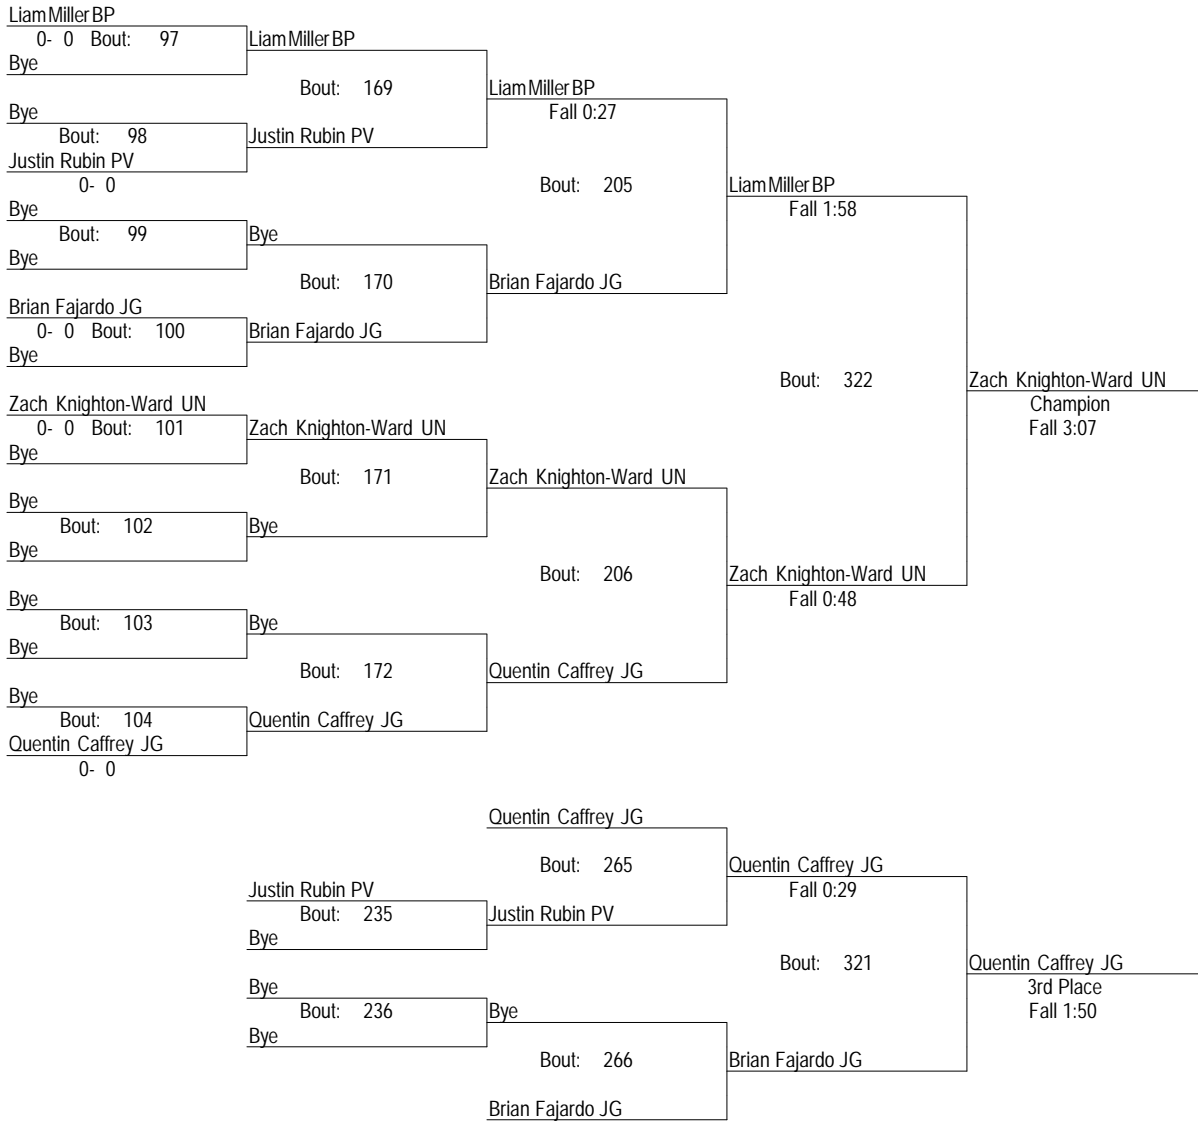 Liam Miller BP
0- 0 Bout: 97 Liam Miller BP
Bye
Bout: 169 Liam Miller BP
Bye Fall 0:27
Bout: 98 Justin Rubin PV
Justin Rubin PV
0- 0 Bout: 205 Liam Miller BP
Bye Fall 1:58
Bout: 99 Bye
Bye
Bout: 170 Brian Fajardo JG
Brian Fajardo JG
0- 0 Bout: 100 Brian Fajardo JG
Bye
Bout: 322 Zach Knighton-Ward UN
Zach Knighton-Ward UN Champion
0- 0 Bout: 101 Zach Knighton-Ward UN Fall 3:07
Bye
Bout: 171 Zach Knighton-Ward UN
Bye
Bout: 102 Bye
Bye
Bout: 206 Zach Knighton-Ward UN
Bye Fall 0:48
Bout: 103 Bye
Bye
Bout: 172 Quentin Caffrey JG
Bye
Bout: 104 Quentin Caffrey JG
Quentin Caffrey JG
0- 0
Quentin Caffrey JG
Bout: 265 Quentin Caffrey JG
Justin Rubin PV Fall 0:29
Bout: 235 Justin Rubin PV
Bye
Bout: 321 Quentin Caffrey JG
Bye 3rd Place
Bout: 236 Bye Fall 1:50
Bye
Bout: 266 Brian Fajardo JG
Brian Fajardo JG